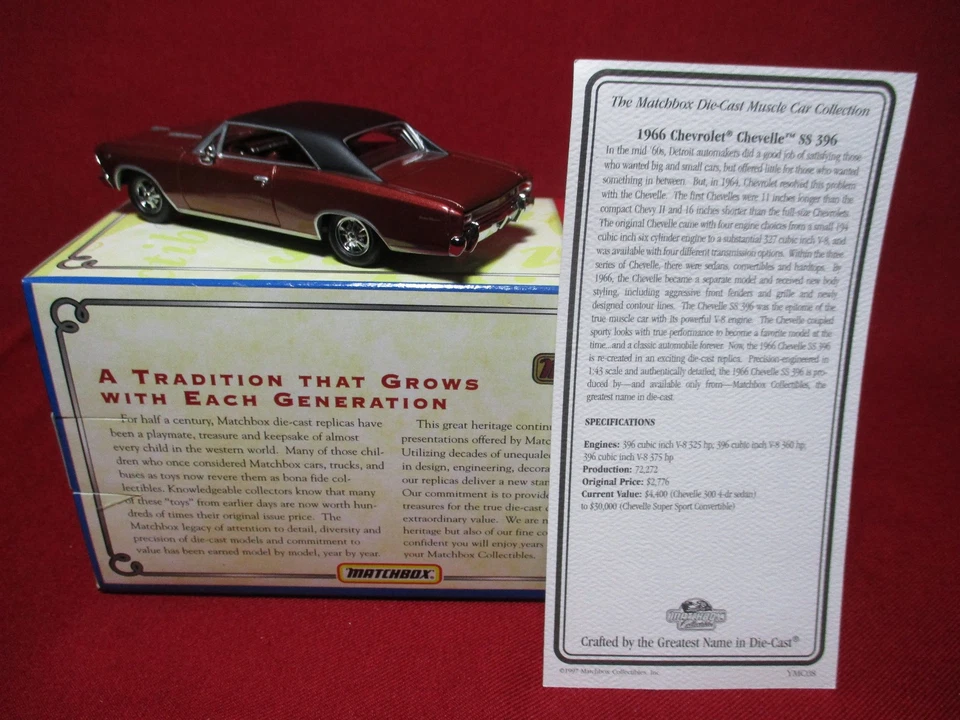 A TRADITION THAT GROWS
WITH EACH GENERATION
For half a century, Matchbox die-cast replicas have
been a playmate, treasure and keepsake of almost
every child in the western world. Many of those chil-
dren who once considered Matchbox cars, trucks, and
buses as toys now revere them as bona fide col-
lectibles. Knowledgeable collectors know that many
of these "toys" from earlier days are now worth hun-
dreds of times their original issue price. The
Matchbox legacy of attention to detail, diversity and
precision of die-cast models and commitment to
value has been earned model by model, year by year.
This great heritage contin
presentations offered by Matc
Utilizing decades of unequale
in design, engineering, decora
our replicas deliver a new stan
Our commitment is to provide
treasures for the true die-cast c
extraordinary value. We are n
heritage but also of our fine co
confident you will enjoy years
your Matchbox Collectibles.
MATCHBOX
The Matchbox Die-Cast Muscle Car Collection
1966 Chevrolet® Chevelle™ SS 396
In the mid '60s, Detroit automakers did a good job of satisfying those
who wanted big and small cars, but offered little for those who wanted
something in between. But, in 1964, Chevrolet resolved this problem
with the Chevelle. The first Chevelles were 11 inches longer than the
compact Chevy II and 16 inches shorter than the full-size Chevrolets.
The original Chevelle came with four engine choices from a small 194
cubic inch six cylinder engine to a substantial 327 cubic inch V-8, and
was available with four different transmission options. Within the three
series of Chevelle, there were sedans, convertibles and hardtops. By
1966, the Chevelle became a separate model and received new body
styling, including aggressive front fenders and grille and newly
designed contour lines. The Chevelle SS 396 was the epitome of the
true muscle car with its powerful V-8 engine. The Chevelle coupled
sporty looks with true performance to become a favorite model at the
time...and a classic automobile forever. Now, the 1966 Chevelle SS 396
is re-created in an exciting die-cast replica. Precision-engineered in
1:43 scale and authentically detailed, the 1966 Chevelle SS 396 is pro-
duced by—and available only from—Matchbox Collectibles, the
greatest name in die-cast.
SPECIFICATIONS
Engines: 396 cubic inch V-8 325 hp; 396 cubic inch V-8 360 hp;
396 cubic inch V-8 375 hp
Production: 72,272
Original Price: $2,776
Current Value: $4,400 (Chevelle 300 4-dr sedan)
to $30,000 (Chevelle Super Sport Convertible)
MATCHBOX
Collectibles
Crafted by the Greatest Name in Die-Cast®
©1997 Matchbox Collectibles, Inc.
YMC08